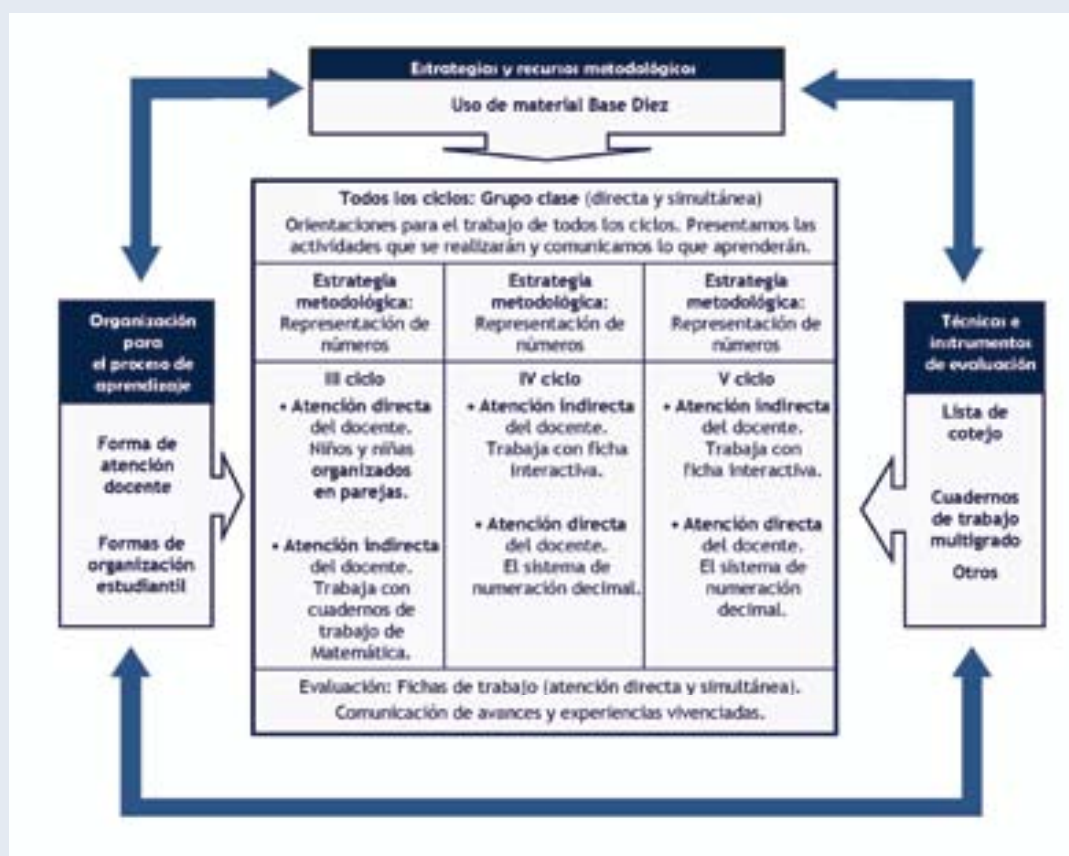 Estrategias y recursos metodológicos
Uso de material Base Diez
Todos los ciclos: Grupo clase (directa y simultánea)
Orientaciones para el trabajo de todos los ciclos. Presentamos las
actividades que se realizarán y comunicamos lo que aprenderán.
Organización
para
el proceso de
aprendizaje
Forma de
atención
docente
Formas de
organización
estudiantil
Estrategia
metodológica:
Representación de
números
III ciclo
• Atención directa
del docente.
Niños y niñas
organizados
en parejas.
• Atención indirecta
del docente.
Trabaja con
cuadernos de
trabajo de
Matemática.
Estrategia
metodológica:
Representación de
números
IV ciclo
• Atención indirecta
del docente.
Trabaja con ficha
interactiva.
• Atención directa
del docente.
El sistema de
numeración decimal.
Estrategia
metodológica:
Representación de
números
V ciclo
• Atención indirecta
del docente.
Trabaja con
ficha interactiva.
• Atención directa
del docente.
El sistema de
numeración
decimal.
Técnicas e
instrumentos
de evaluación
Lista de
cotejo
Cuadernos
de trabajo
multigrado
Otros
Evaluación: Fichas de trabajo (atención directa y simultánea).
Comunicación de avances y experiencias vivenciadas.